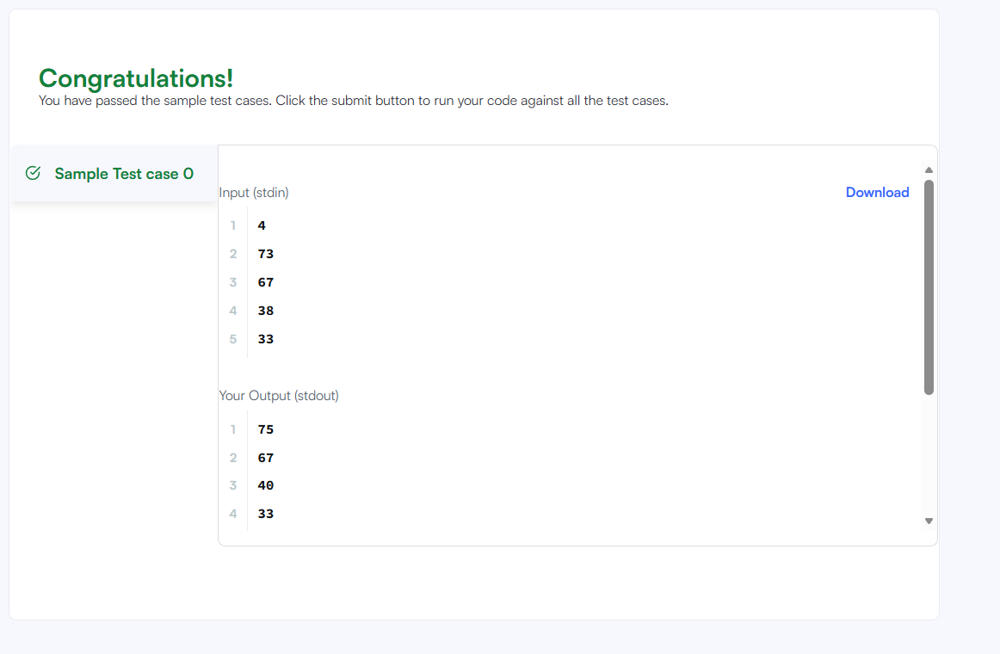 Congratulations!
You have passed the sample test cases. Click the submit button to run your code against all the test cases.
Sample Test case 0
Input (stdin)
Download
1 4
2 73
3 67
4 38
5 33
Your Output (stdout)
1 75
2 67
3 40
4 33